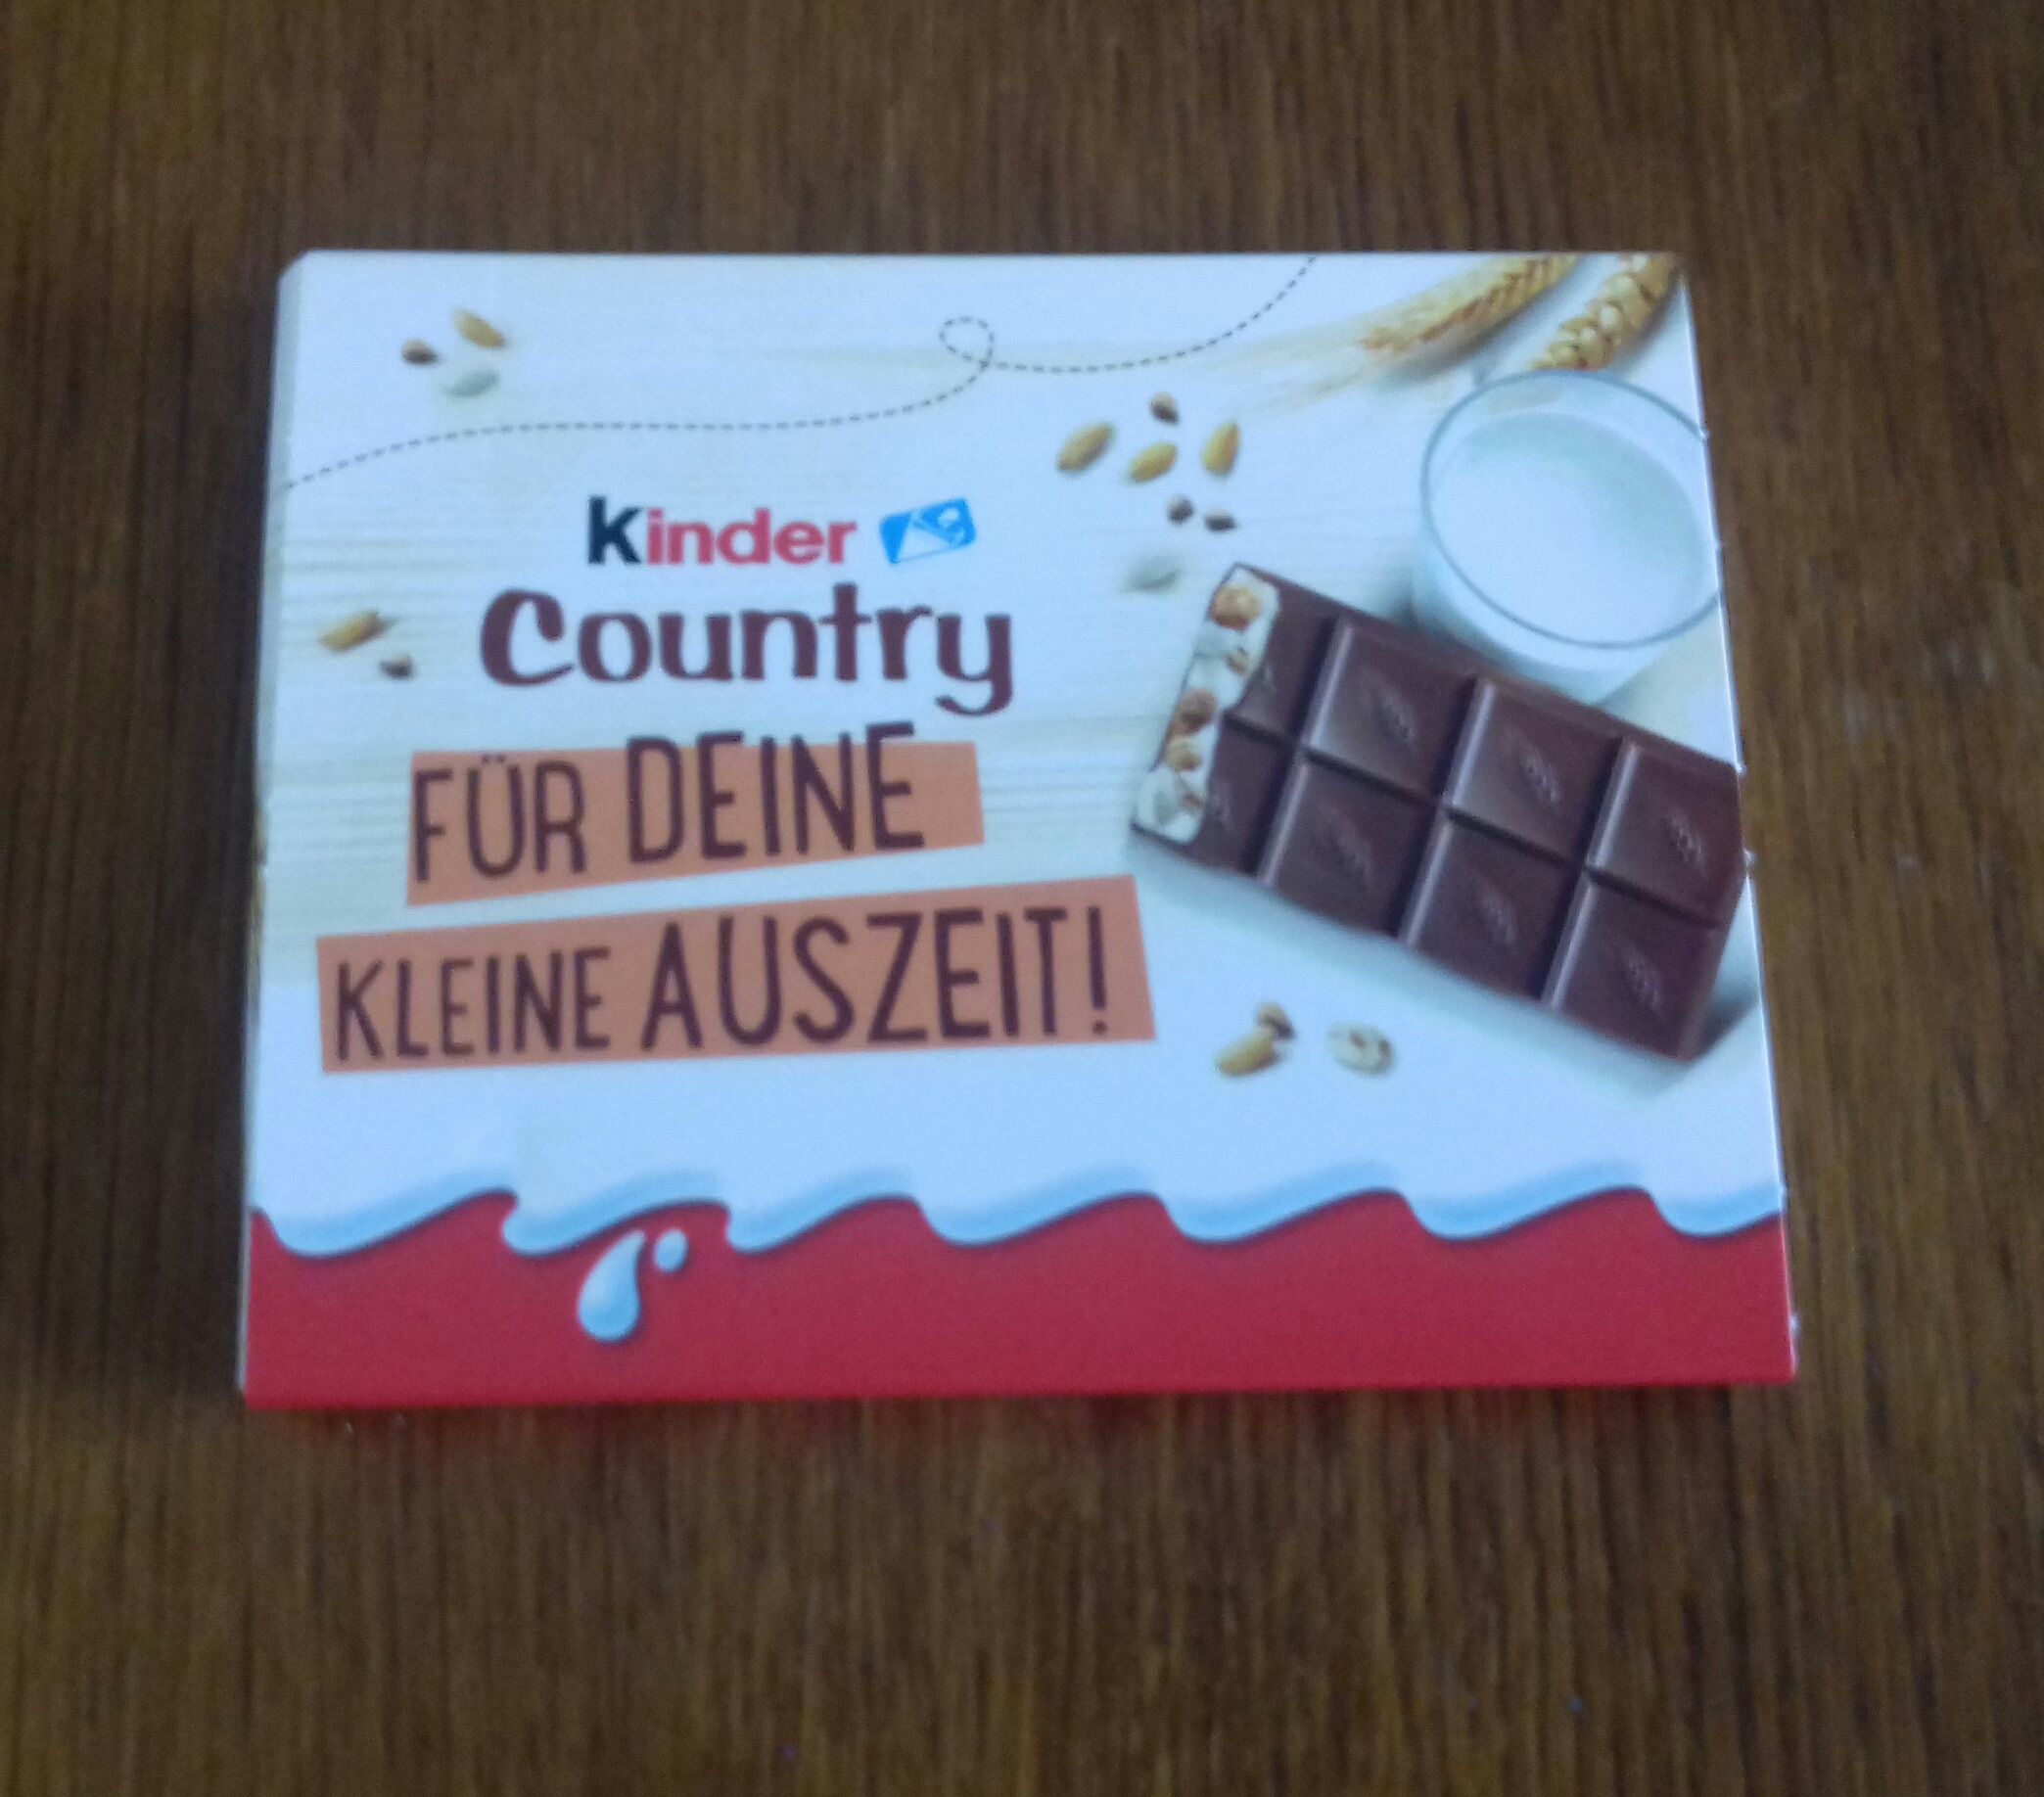 Kinder
Country
FÜR DEINE
KLEINE AUSZEIT!